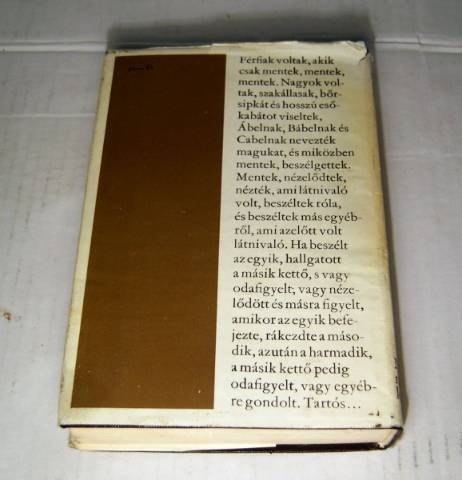 Férfiak voltak, akik
csak mentek, mentek,
mentek. Nagyok vol-
tak, szakállasak, bőr-
sipkát és hosszú eső-
kabátot viseltek,
Ábelnak, Bábelnak és
Cabelnak nevezték
magukat, és miközben
mentek, beszélgettek.
Mentek, nézelődtek,
nézték, ami látnivaló
volt, beszéltek róla,
és beszéltek más egyéb-
ről, ami azelőtt volt
látnivaló. Ha beszélt
az egyik, hallgatott
a másik kettő, s vagy
odafigyelt, vagy néze-
lődött és másra figyelt,
amikor az egyik befe-
jezte, rákezdte a máso-
dik, azután a harmadik,
a másik kettő pedig
odafigyelt, vagy egyéb-
re gondolt. Tartós...